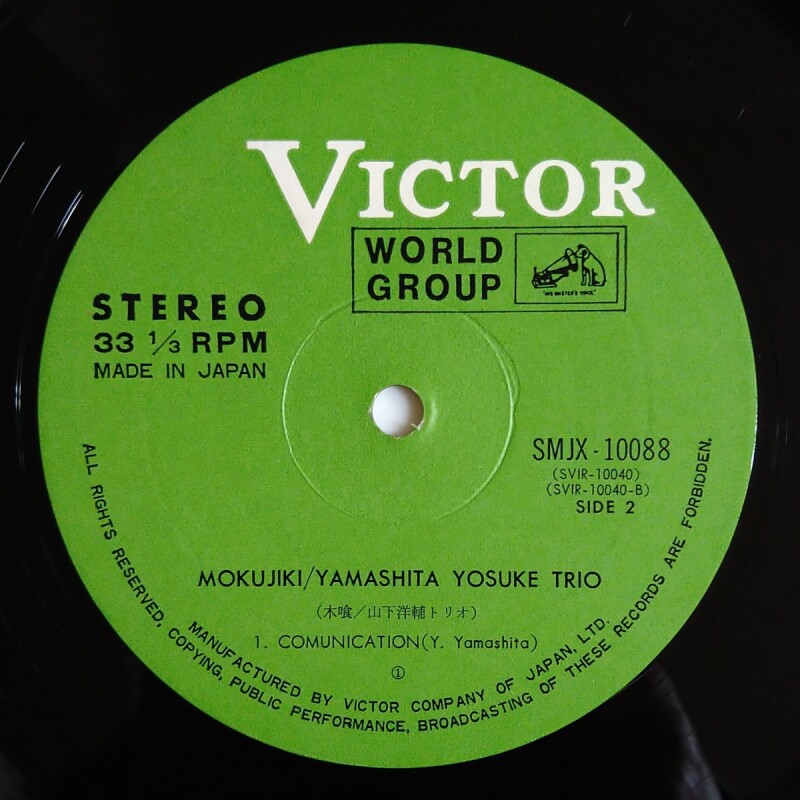 VICTOR
WORLD
GROUP
"HIS MASTER'S VOICE"
STEREO
33 1/3 RPM
MADE IN JAPAN
SMJX-10088
(SVIR-10040)
(SVIR-10040-B)
SIDE 2
MOKUJIKI/YAMASHITA YOSUKE TRIO
(木喰/山下洋輔トリオ)
1. COMUNICATION(Y. Yamashita)
①
MANUFACTURED BY VICTOR COMPANY OF JAPAN, LTD.
ALL RIGHTS RESERVED, COPYING, PUBLIC PERFORMANCE, BROADCASTING OF THESE RECORDS ARE FORBIDDEN.